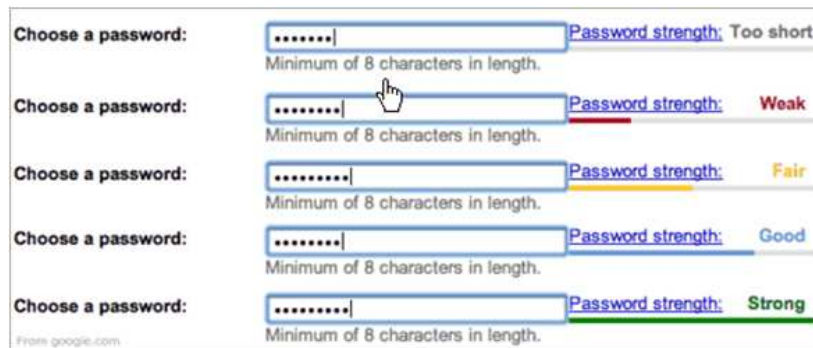 Choose a password: ••••••• Password strength: Too short
Minimum of 8 characters in length.
Choose a password: •••••••• Password strength: Weak
Minimum of 8 characters in length.
Choose a password: ••••••••• Password strength: Fair
Minimum of 8 characters in length.
Choose a password: •••••••• Password strength: Good
Minimum of 8 characters in length.
Choose a password: ••••••••• Password strength: Strong
Minimum of 8 characters in length.
From google.com